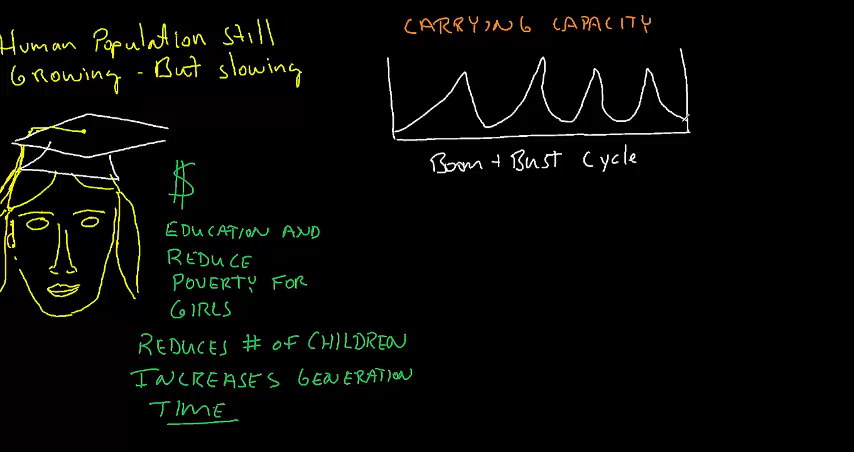 Human Population Still
Growing - But slowing
$
EDUCATION AND
REDUCE
POVERTY FOR
GIRLS
REDUCES # OF CHILDREN
INCREASES GENERATION
TIME
CARRYING CAPACITY
Boom + Bust Cycle